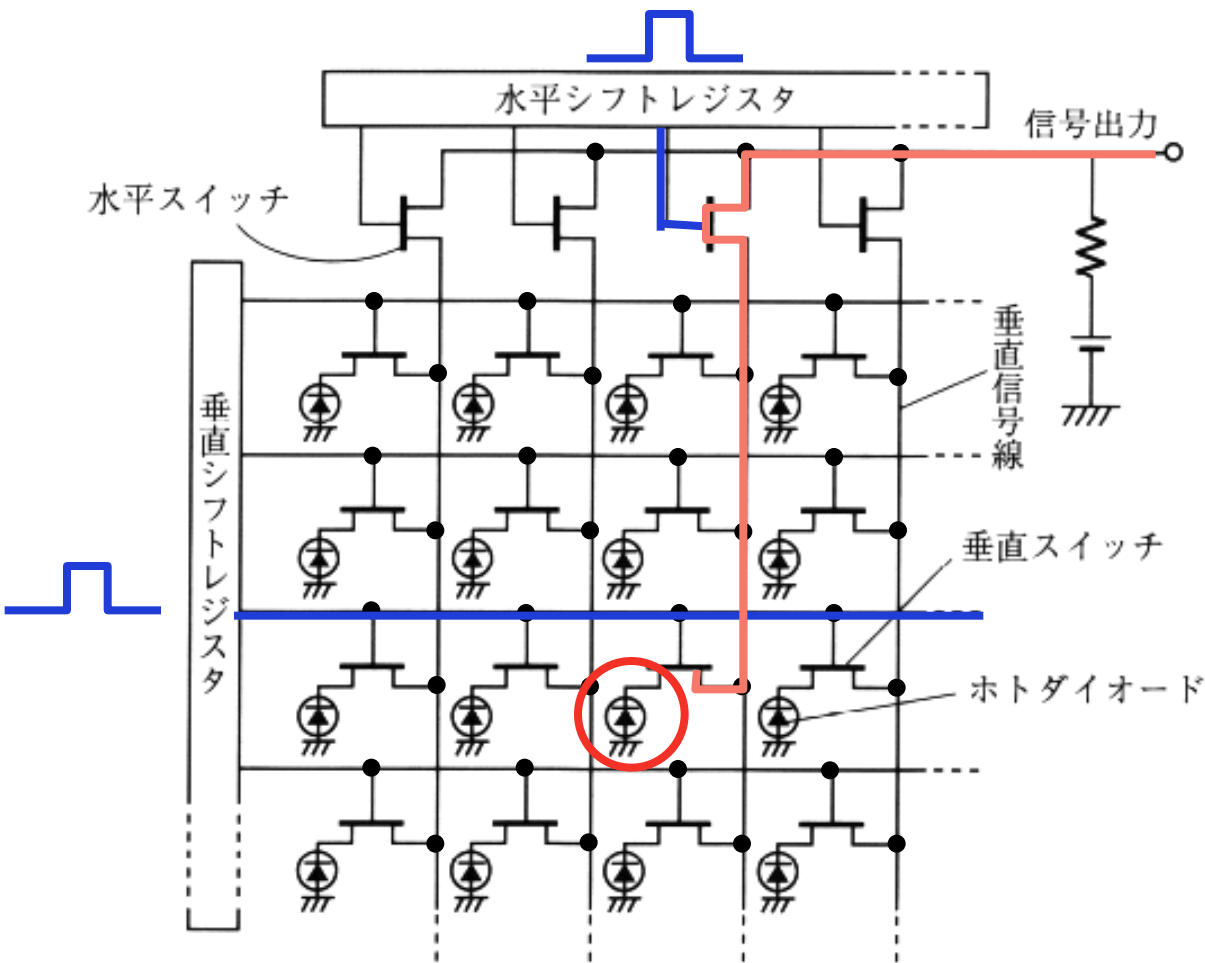 水平シフトレジスタ
信号出力
水平スイッチ
垂直信号線
垂直シフトレジスタ
垂直スイッチ
ホトダイオード